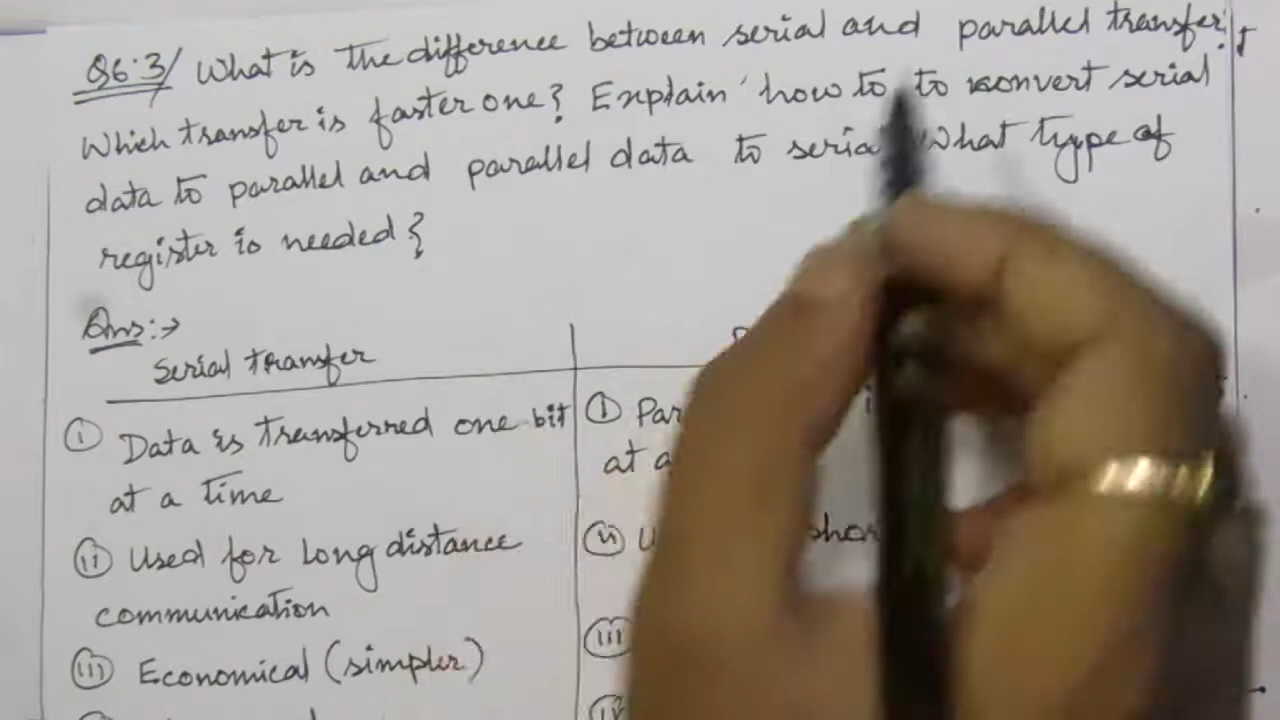 Q6.3/ What is the difference between serial and parallel transfer?
Which transfer is faster one? Explain how to to convert serial
data to parallel and parallel data to serial What type of
register is needed?
Ans:→
Serial transfer
(i) Data is transferred one bit
at a time
(ii) Used for Long distance
communication
(iii) Economical (simpler)
(i) Par
at a
(ii) U shor
(iii)
(iv)